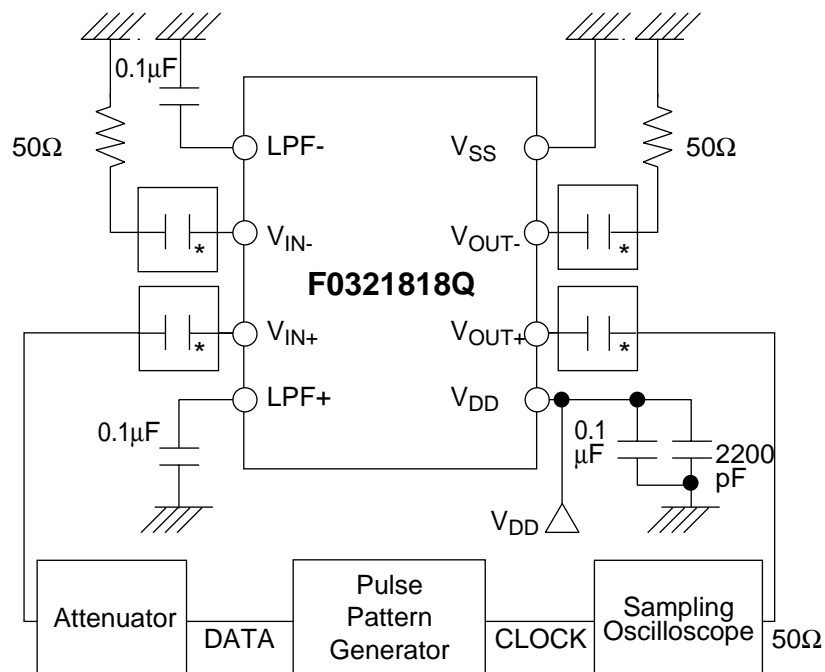 0.1µF
50Ω
LPF-
VSS
50Ω
*
VIN-
VOUT-
*
F0321818Q
*
VIN+
VOUT+
*
LPF+
VDD
0.1µF
0.1
µF
2200
pF
VDD
Attenuator
DATA
Pulse
Pattern
Generator
CLOCK
Sampling
Oscilloscope
50Ω